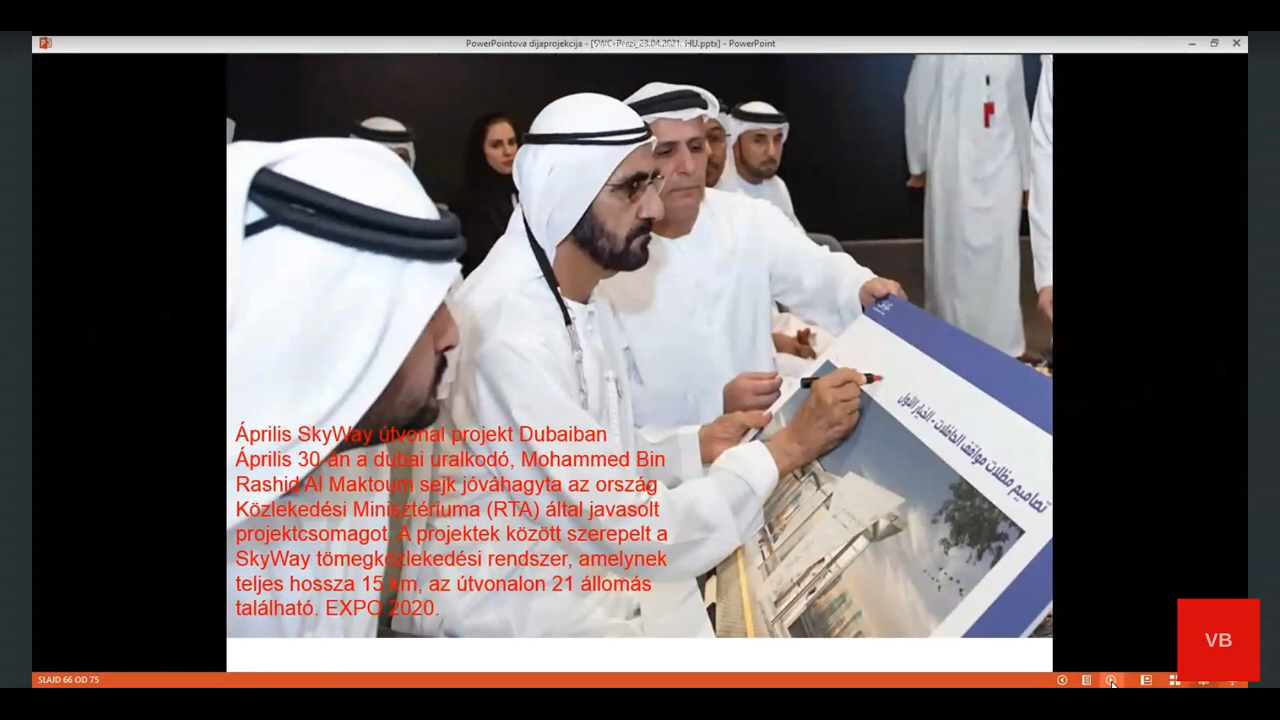 PowerPointova dijaprojekcija - [SWC-Prezi_23.04.2021. HU.pptx] - PowerPoint
تصاميم مظلات مواقف الحافلات - الخيار الأول
Április SkyWay útvonal projekt Dubaiban
Április 30-án a dubai uralkodó, Mohammed Bin
Rashid Al Maktoum sejk jóváhagyta az ország
Közlekedési Minisztériuma (RTA) által javasolt
projektcsomagot. A projektek között szerepelt a
SkyWay tömegközlekedési rendszer, amelynek
teljes hossza 15 km, az útvonalon 21 állomás
található. EXPO 2020.
VB
SLAJD 66 OD 75